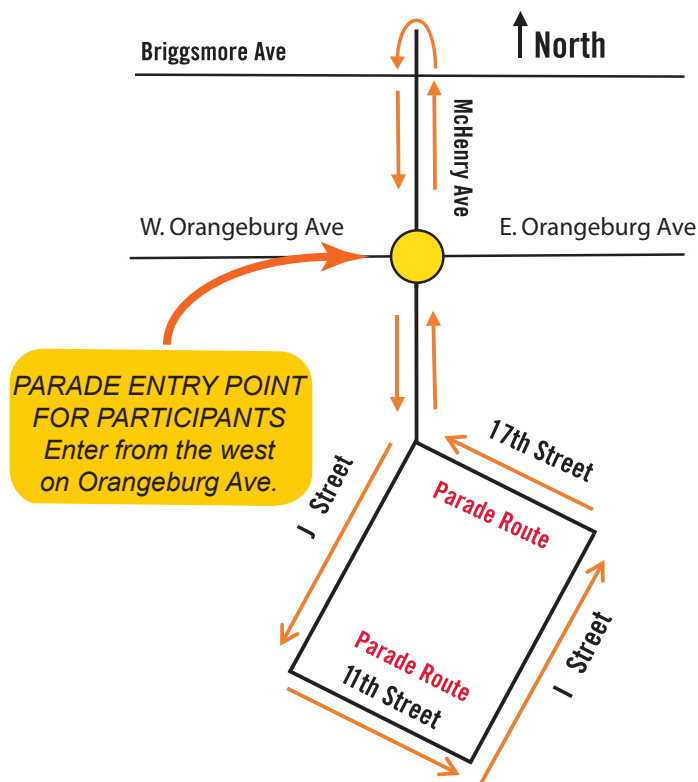 North
Briggsmore Ave
McHenry Ave
W. Orangeburg Ave
E. Orangeburg Ave
PARADE ENTRY POINT
FOR PARTICIPANTS
Enter from the west
on Orangeburg Ave.
17th Street
J Street
Parade Route
Parade Route
11th Street
I Street